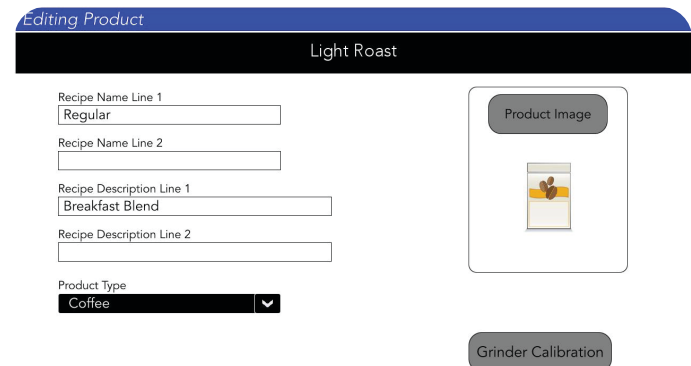 Editing Product
Light Roast
Recipe Name Line 1
Regular
Recipe Name Line 2
Recipe Description Line 1
Breakfast Blend
Recipe Description Line 2
Product Type
Coffee
Product Image
Grinder Calibration